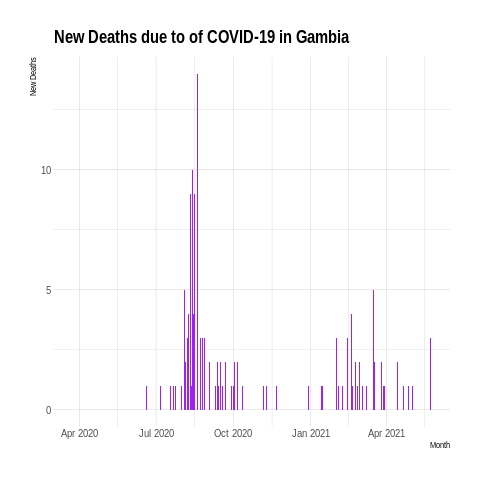 New Deaths due to of COVID-19 in Gambia
New Deaths
10
5
0
Apr 2020 Jul 2020 Oct 2020 Jan 2021 Apr 2021
Month